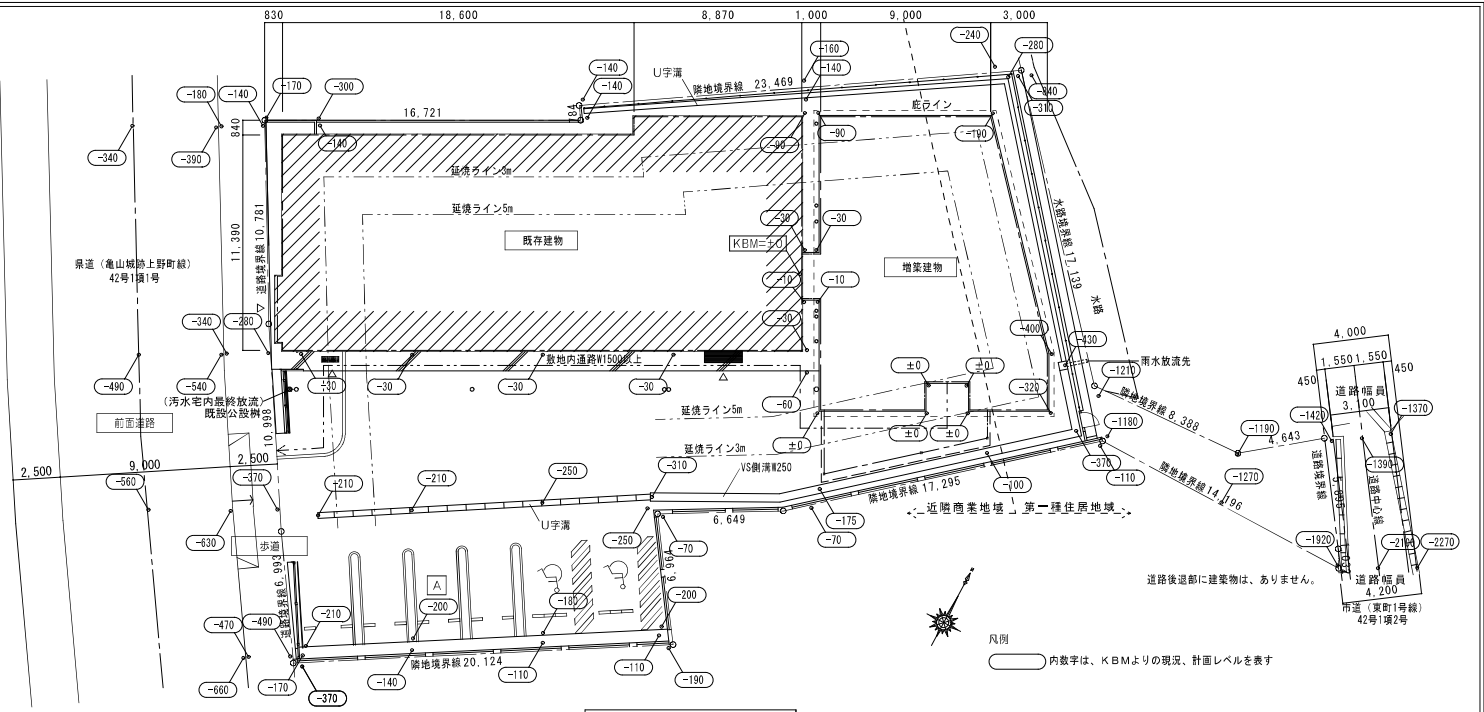 830
18,600
8,870
1,000
9,000
3,000
-240
-280
-160
-140
-140
-140
U字溝
隣地境界線 23,469
-340
-310
-180
-140
-170
-300
16,721
784
庇ライン
840
-340
-390
-140
-90
-90
-190
延焼ライン3m
延焼ライン5m
既存建物
-30
-30
KBM=±0
増築建物
水路境界線 17,139
水路
県道（亀山城跡上野町線）
42号1項1号
11,390
道路境界線 10,781
-10
-10
-340
-280
-30
-400
-430
雨水放流先
敷地内通路W1500以上
-490
-540
-30
-30
-30
-30
-60
±0
±0
-320
-1210
隣地境界線 8,388
(汚水宅内最終放流)
既設公設桝
延焼ライン5m
±0
±0
±0
-1180
前面道路
10,998
延焼ライン3m
-1190
4,643
4,000
1,550
1,550
450
450
道路幅員
3,100
-1420
-1370
2,500
9,000
2,500
-560
-370
-210
-210
-250
-310
VS側溝W250
-370
-110
-100
隣地境界線 17,295
隣地境界線 14,196
-1270
道路境界線
-1390
道路中心線
U字溝
6,649
-175
-70
近隣商業地域
第一種住居地域
-630
歩道
-250
-70
6,964
-1920
-2100
-2270
道路後退部に建築物は、ありません。
道路幅員
4,200
市道（東町1号線）
42号1項2号
道路境界線 6,993
A
-200
-180
-200
-470
-490
-210
-660
-170
-370
隣地境界線 20,124
-140
-110
-110
-190
凡例
内数字は、KBMよりの現況、計画レベルを表す